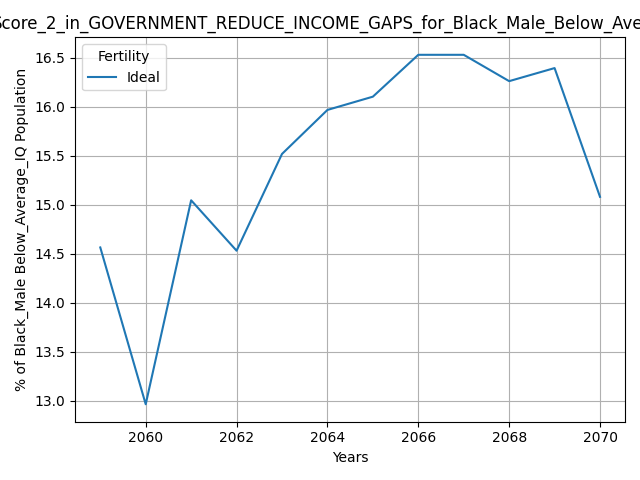 Score_2_in_GOVERNMENT_REDUCE_INCOME_GAPS_for_Black_Male_Below_Ave
Fertility
Ideal
% of Black_Male Below_Average_IQ Population
16.5
16.0
15.5
15.0
14.5
14.0
13.5
13.0
2060 2062 2064 2066 2068 2070
Years